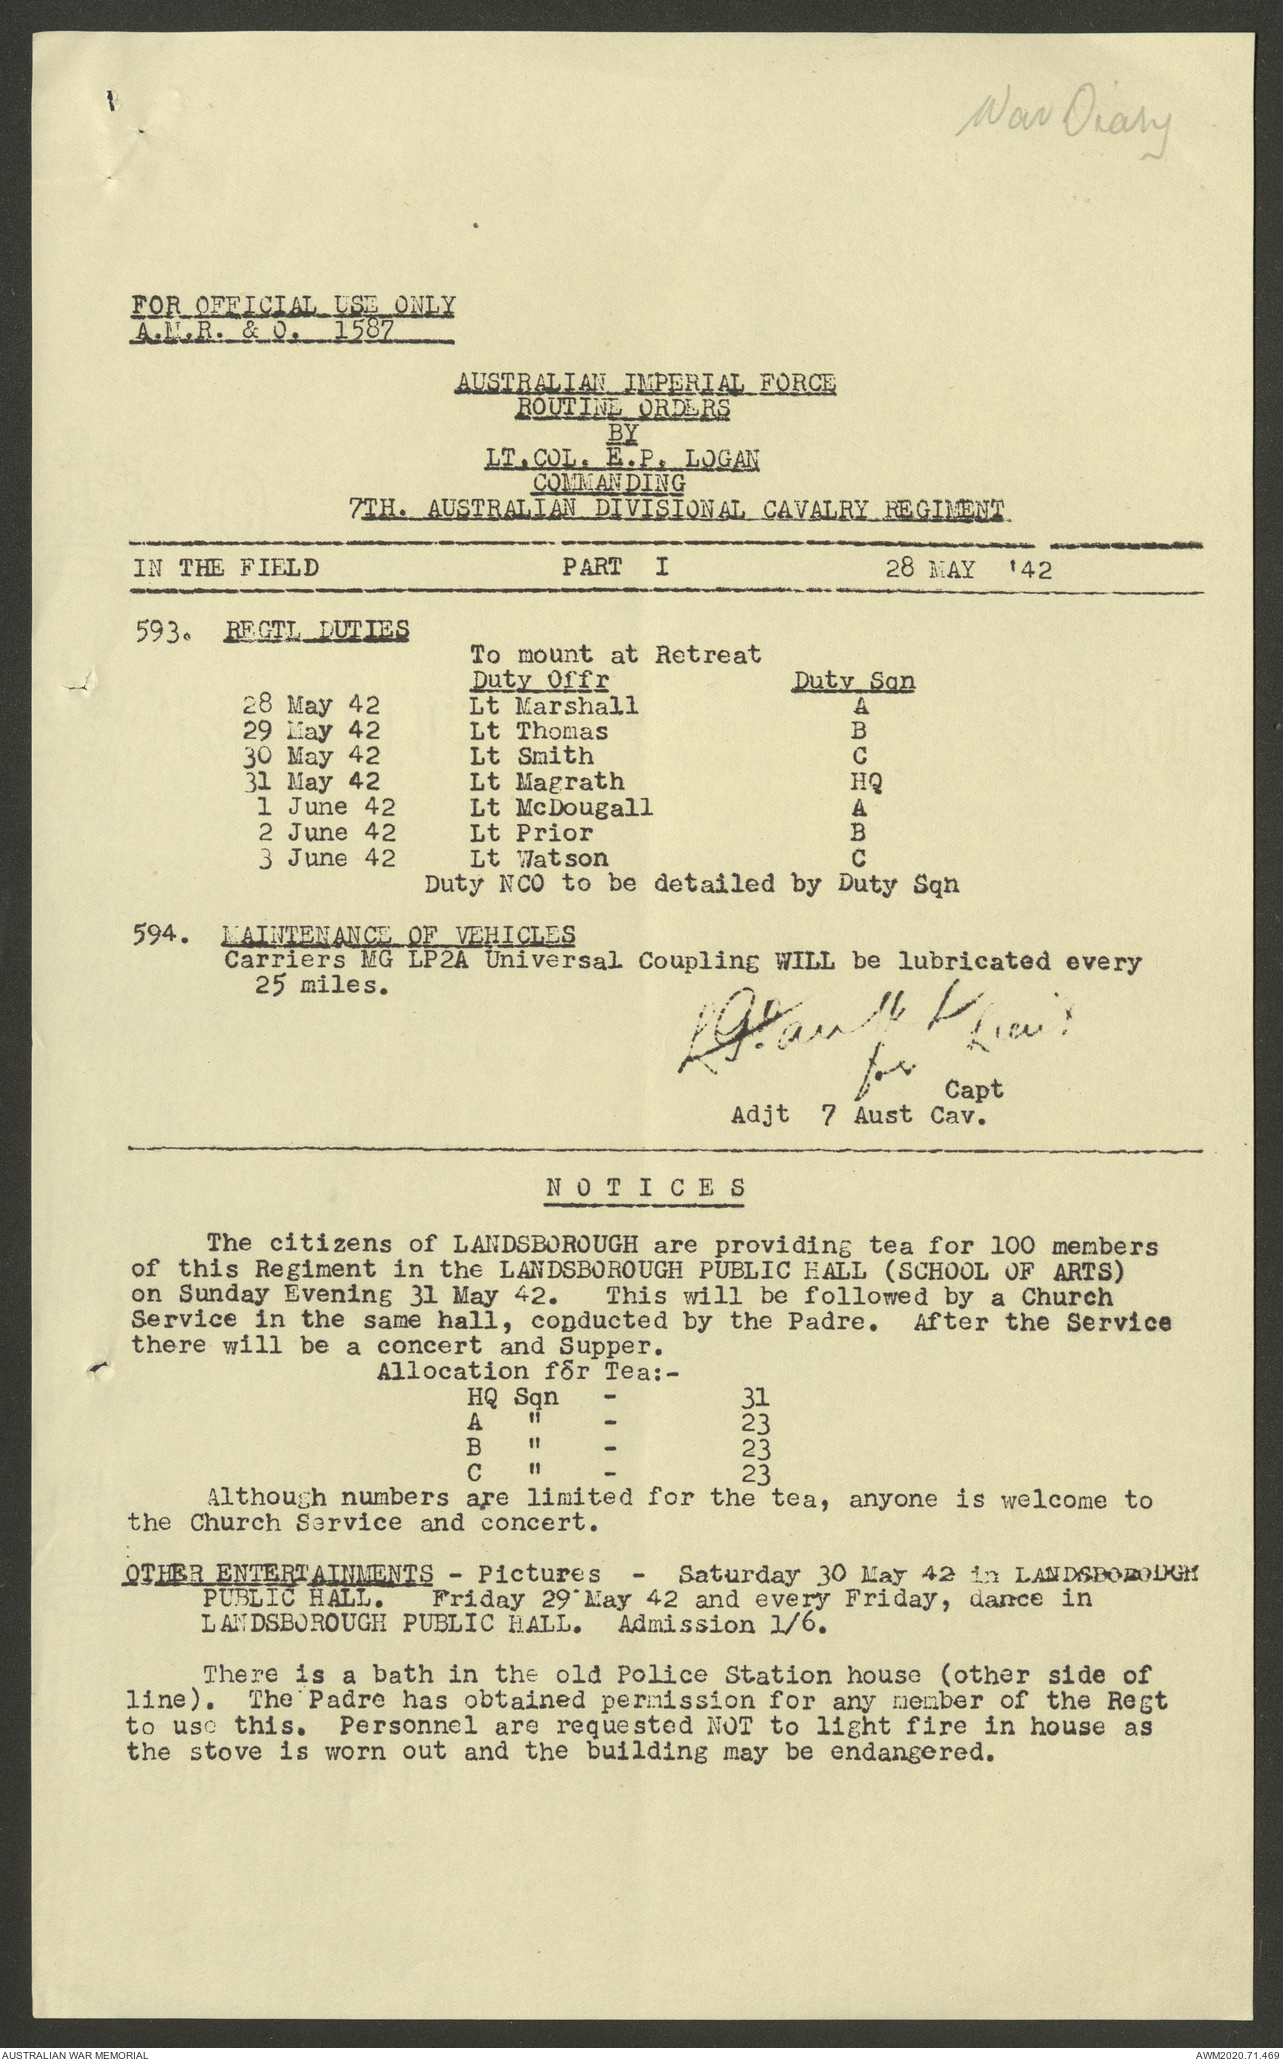 War Diary
FOR OFFICIAL USE ONLY
A.M.R. & O. 1587
AUSTRALIAN IMPERIAL FORCE
ROUTINE ORDERS
BY
LT.COL. E.P. LOGAN
COMMANDING
7TH. AUSTRALIAN DIVISIONAL CAVALRY REGIMENT
IN THE FIELD PART I 28 MAY '42
593. REGTL DUTIES
To mount at Retreat
Duty Offr Duty Sqn
28 May 42 Lt Marshall A
29 May 42 Lt Thomas B
30 May 42 Lt Smith C
31 May 42 Lt Magrath HQ
1 June 42 Lt McDougall A
2 June 42 Lt Prior B
3 June 42 Lt Watson C
Duty NCO to be detailed by Duty Sqn
594. MAINTENANCE OF VEHICLES
Carriers MG LP2A Universal Coupling WILL be lubricated every
25 miles.
Lieut
for
Capt
Adjt 7 Aust Cav.
N O T I C E S
The citizens of LANDSBOROUGH are providing tea for 100 members
of this Regiment in the LANDSBOROUGH PUBLIC HALL (SCHOOL OF ARTS)
on Sunday Evening 31 May 42. This will be followed by a Church
Service in the same hall, conducted by the Padre. After the Service
there will be a concert and Supper.
Allocation for Tea:-
HQ Sqn - 31
A " - 23
B " - 23
C " - 23
Although numbers are limited for the tea, anyone is welcome to
the Church Service and concert.
OTHER ENTERTAINMENTS - Pictures - Saturday 30 May 42 in LANDSBOROUGH
PUBLIC HALL. Friday 29 May 42 and every Friday, dance in
LANDSBOROUGH PUBLIC HALL. Admission 1/6.
There is a bath in the old Police Station house (other side of
line). The Padre has obtained permission for any member of the Regt
to use this. Personnel are requested NOT to light fire in house as
the stove is worn out and the building may be endangered.
AUSTRALIAN WAR MEMORIAL AWM2020.71.469